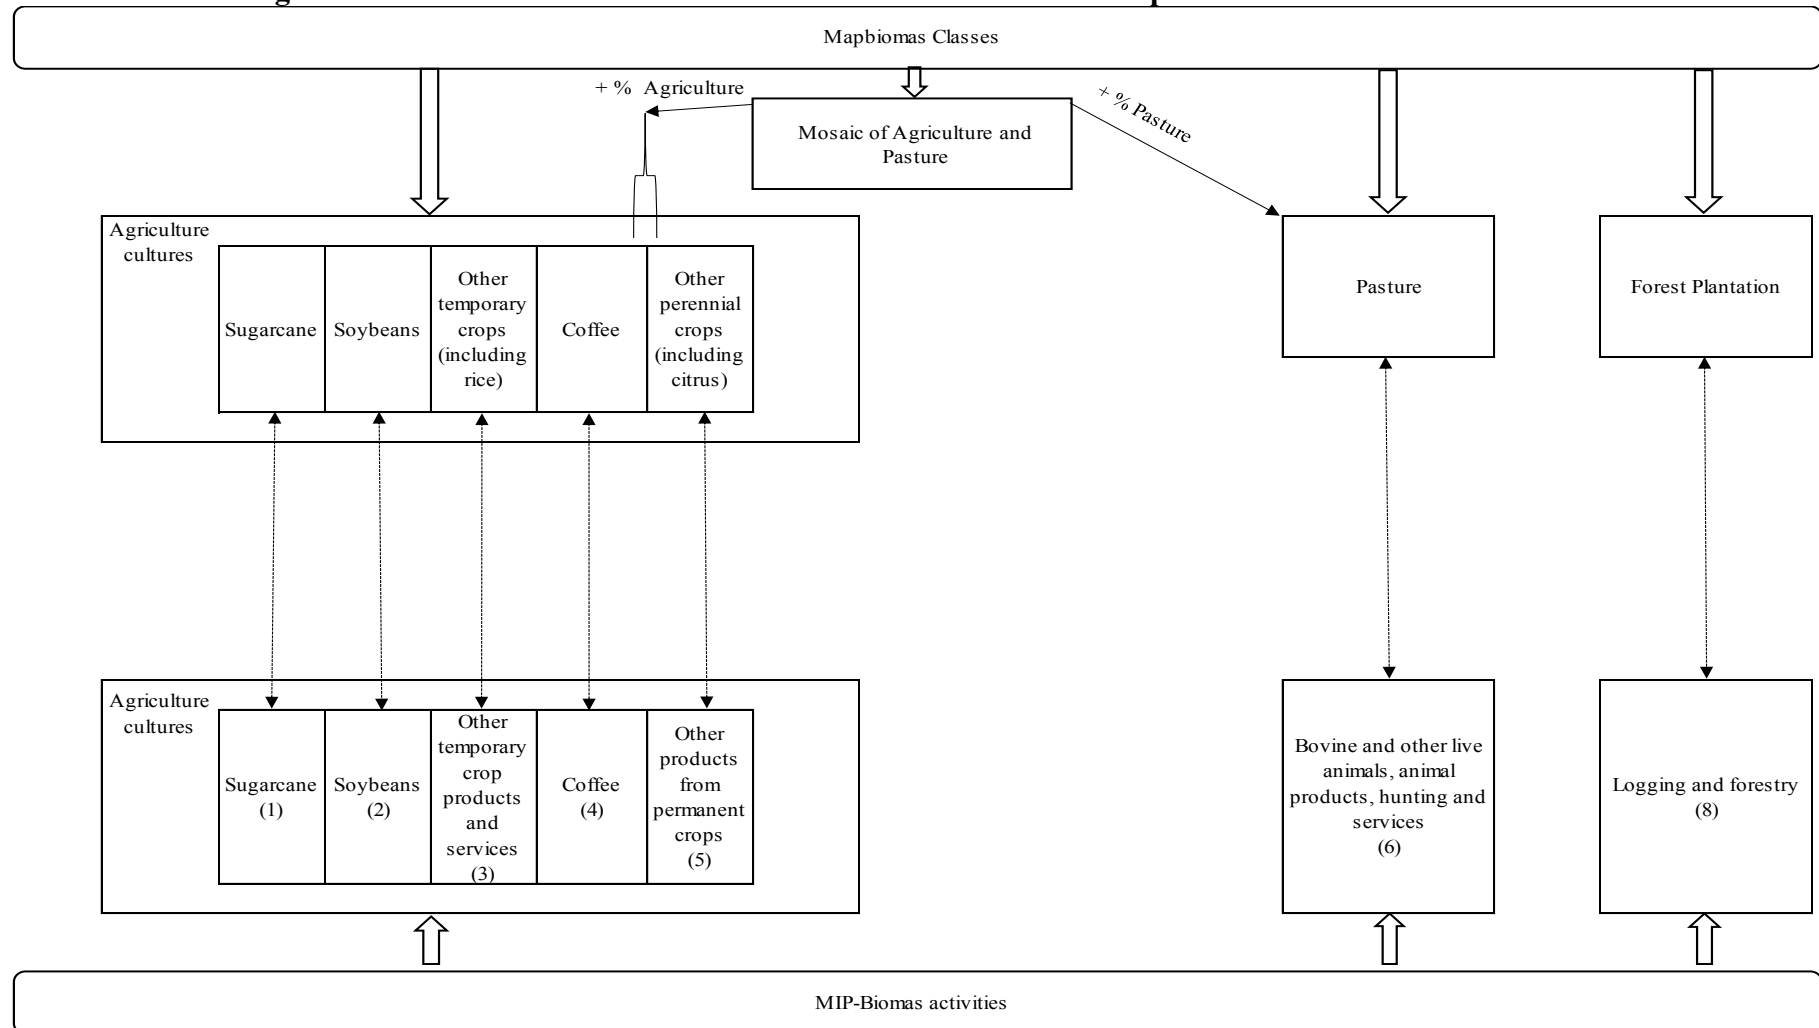 Mapbiomas Classes
+ % Agriculture
+ % Pasture
Mosaic of Agriculture and
Pasture
Agriculture
cultures
Sugarcane
Soybeans
Other
temporary
crops
(including
rice)
Coffee
Other
perennial
crops
(including
citrus)
Pasture
Forest Plantation
Agriculture
cultures
Sugarcane
(1)
Soybeans
(2)
Other
temporary
crop
products
and
services
(3)
Coffee
(4)
Other
products
from
permanent
crops
(5)
Bovine and other live
animals, animal
products, hunting and
services
(6)
Logging and forestry
(8)
MIP-Biomas activities